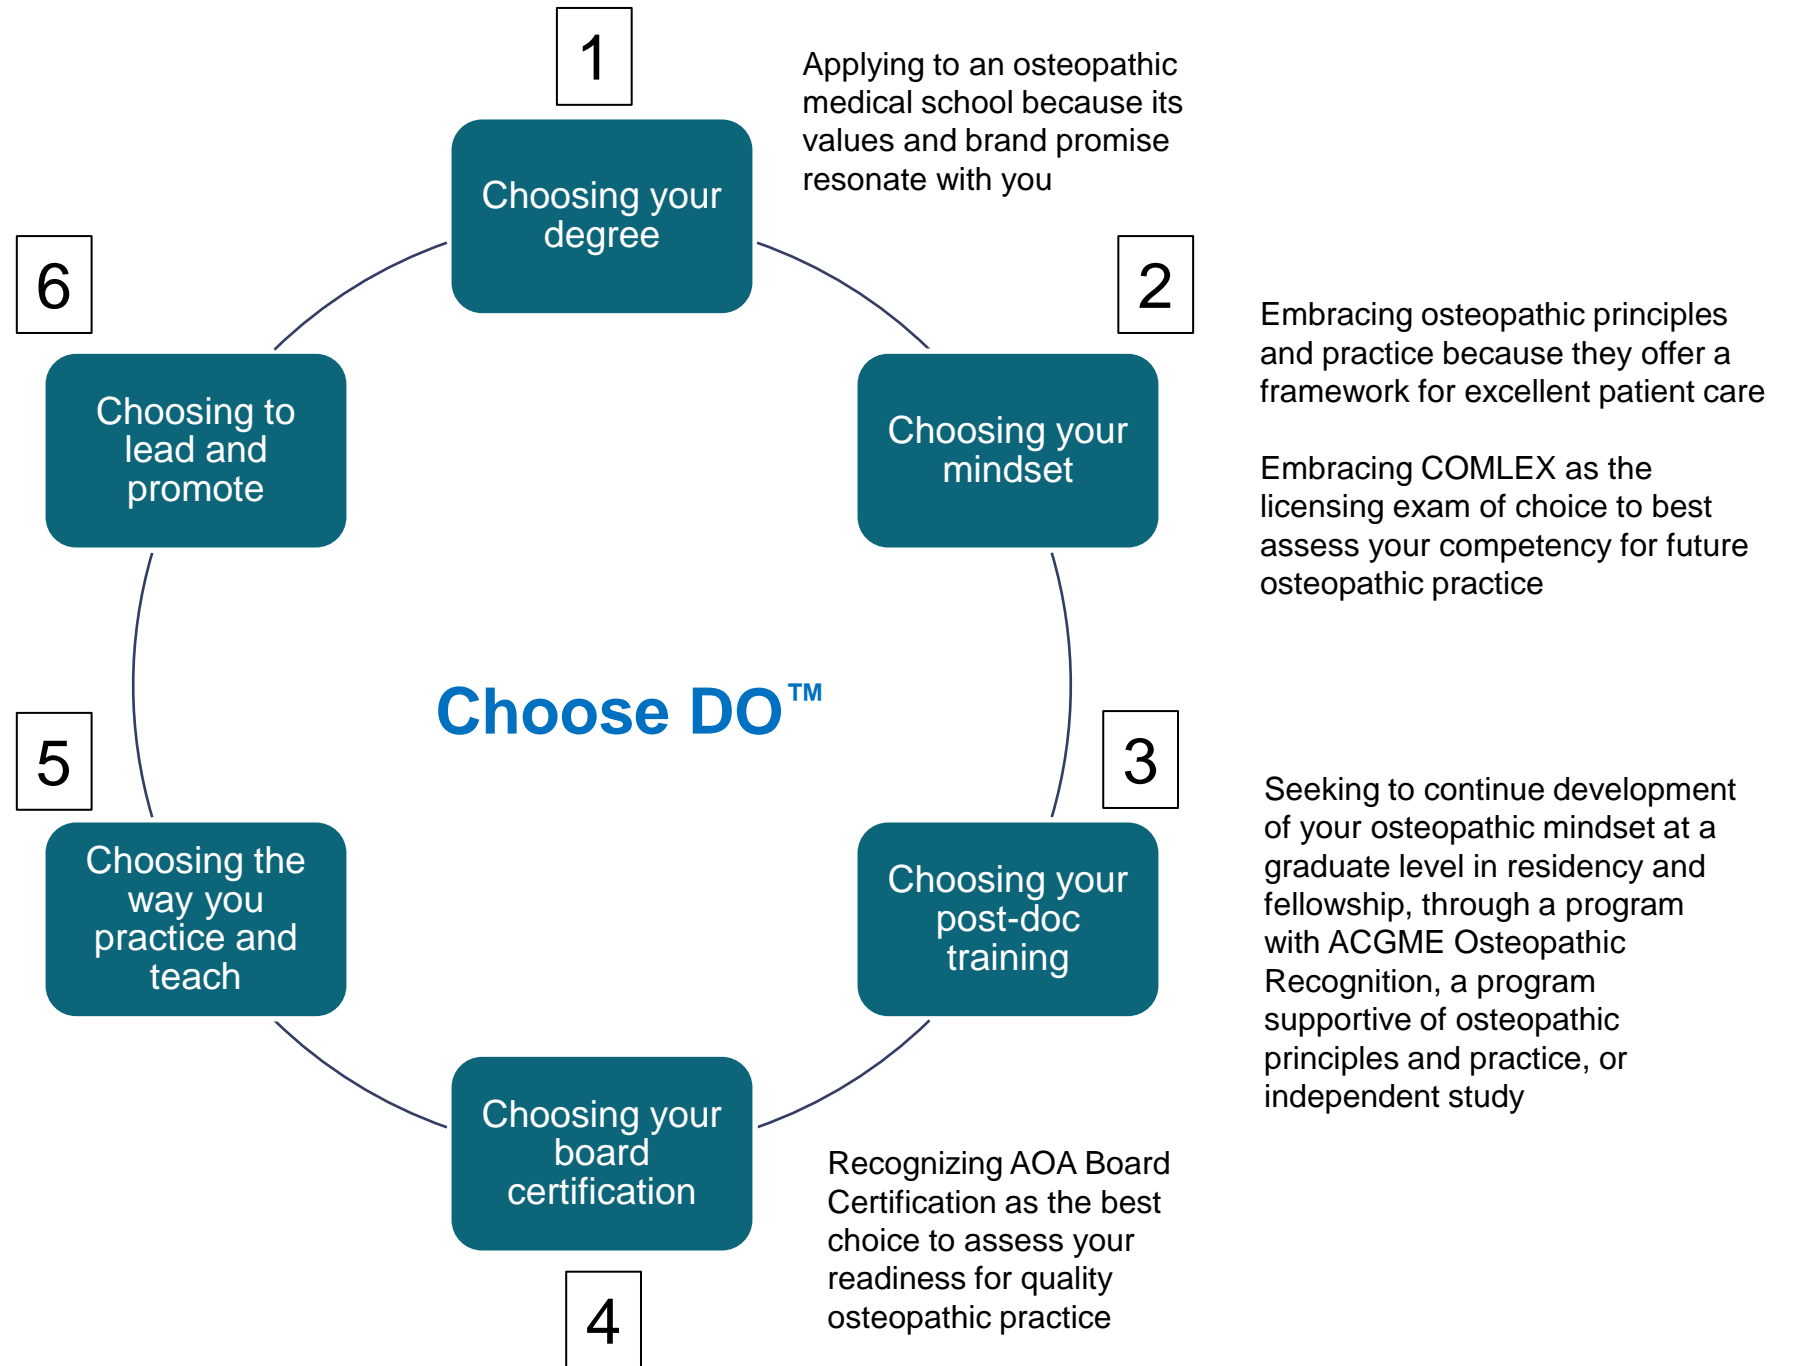 1
Applying to an osteopathic
medical school because its
values and brand promise
resonate with you
Choosing your
degree
2
Embracing osteopathic principles
and practice because they offer a
framework for excellent patient care
Embracing COMLEX as the
licensing exam of choice to best
assess your competency for future
osteopathic practice
Choosing your
mindset
3
Seeking to continue development
of your osteopathic mindset at a
graduate level in residency and
fellowship, through a program
with ACGME Osteopathic
Recognition, a program
supportive of osteopathic
principles and practice, or
independent study
Choosing your
post-doc
training
Choosing your
board
certification
4
Recognizing AOA Board
Certification as the best
choice to assess your
readiness for quality
osteopathic practice
5
Choosing the
way you
practice and
teach
6
Choosing to
lead and
promote
Choose DO™